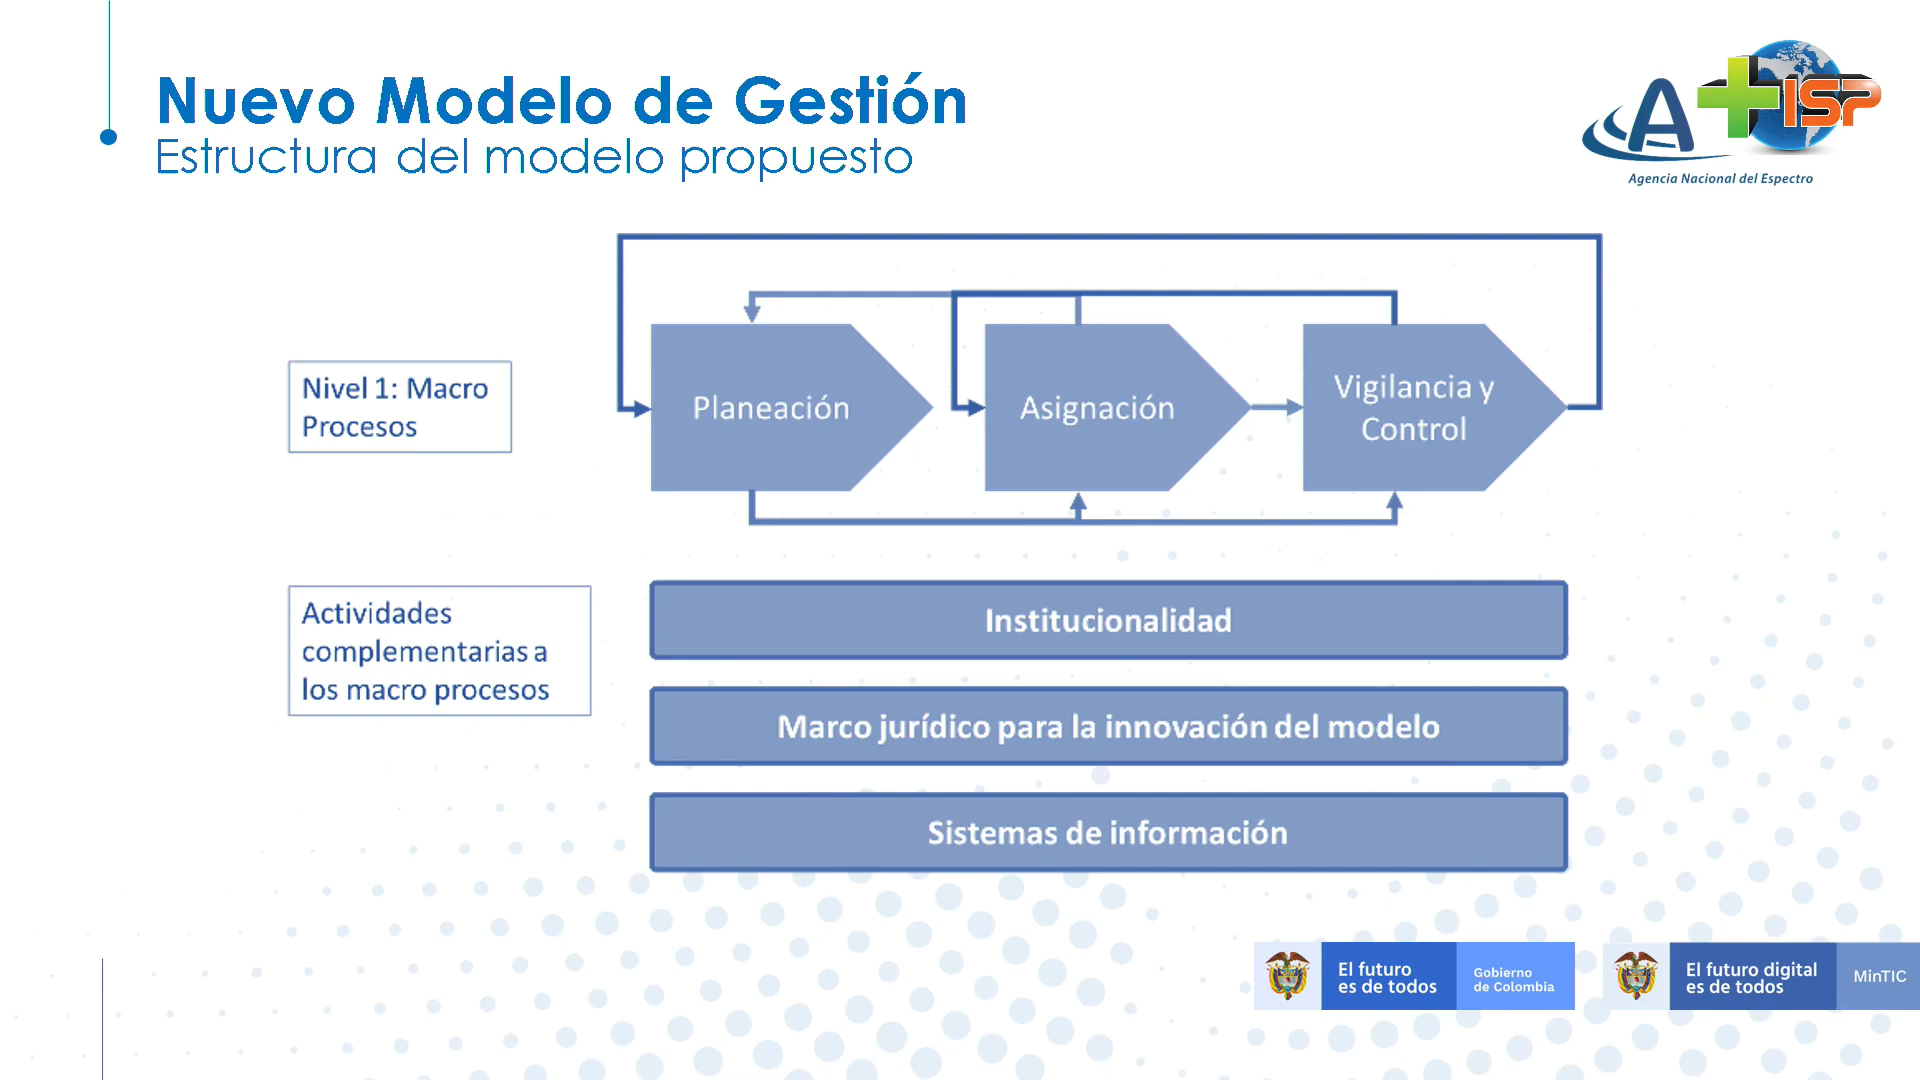 Nuevo Modelo de Gestión
Estructura del modelo propuesto
A+ISP
Agencia Nacional del Espectro
Nivel 1: Macro
Procesos
Planeación
Asignación
Vigilancia y
Control
Actividades
complementarias a
los macro procesos
Institucionalidad
Marco jurídico para la innovación del modelo
Sistemas de información
El futuro
es de todos
Gobierno
de Colombia
El futuro digital
es de todos
MinTIC